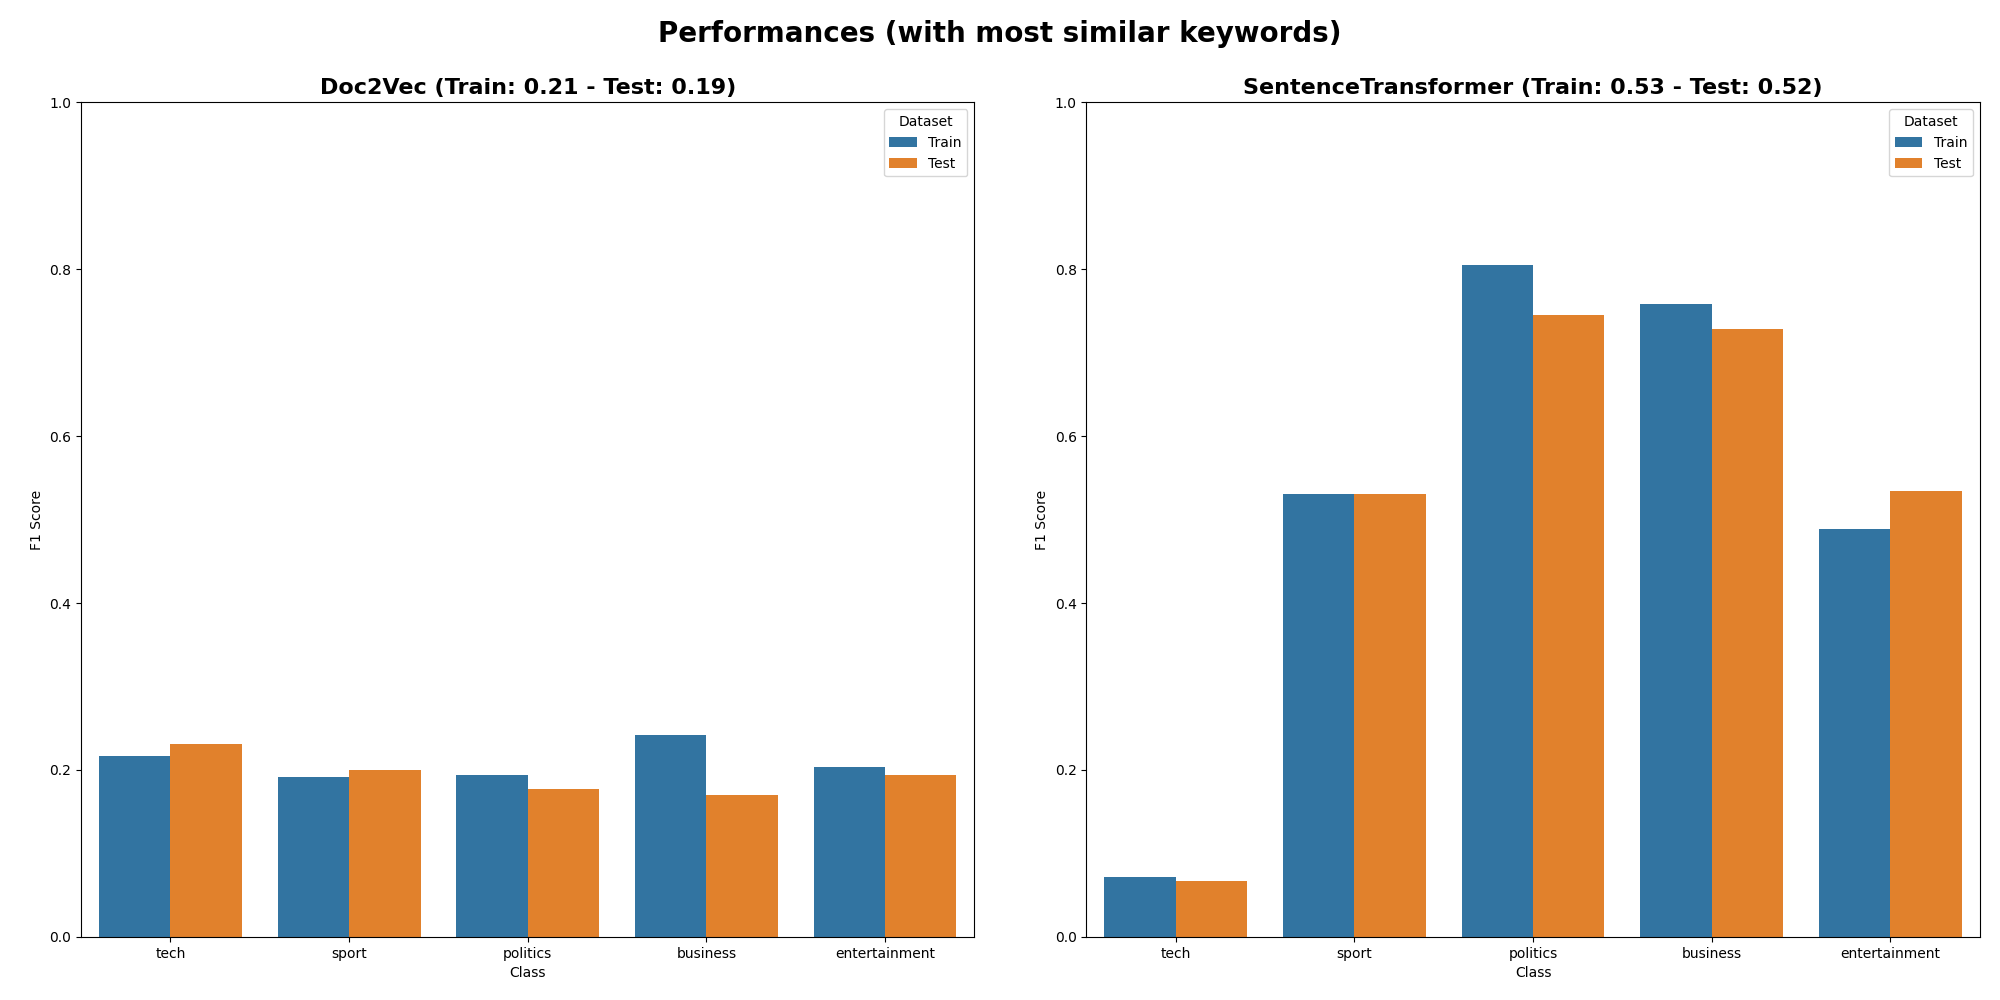 Performances (with most similar keywords)
Doc2Vec (Train: 0.21 - Test: 0.19)
Dataset
Train
Test
1.0
0.8
0.6
0.4
0.2
0.0
F1 Score
tech sport politics business entertainment
Class
SentenceTransformer (Train: 0.53 - Test: 0.52)
Dataset
Train
Test
1.0
0.8
0.6
0.4
0.2
0.0
F1 Score
tech sport politics business entertainment
Class